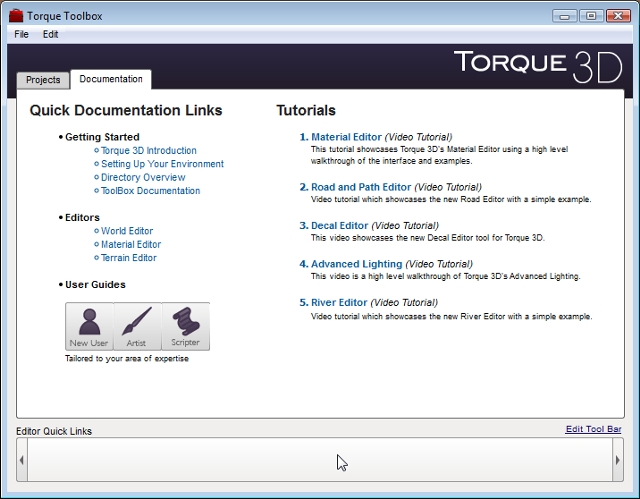 Torque Toolbox
File Edit
TORQUE 3D
Projects Documentation
Quick Documentation Links
• Getting Started
Torque 3D Introduction
Setting Up Your Environment
Directory Overview
ToolBox Documentation
• Editors
World Editor
Material Editor
Terrain Editor
• User Guides
New User Artist Scripter
Tailored to your area of expertise
Tutorials
1. Material Editor (Video Tutorial)
This tutorial showcases Torque 3D's Material Editor using a high level
walkthrough of the interface and examples.
2. Road and Path Editor (Video Tutorial)
Video tutorial which showcases the new Road Editor with a simple example.
3. Decal Editor (Video Tutorial)
This video showcases the new Decal Editor tool for Torque 3D.
4. Advanced Lighting (Video Tutorial)
This video is a high level walkthrough of Torque 3D's Advanced Lighting.
5. River Editor (Video Tutorial)
Video tutorial which showcases the new River Editor with a simple example.
Editor Quick Links
Edit Tool Bar